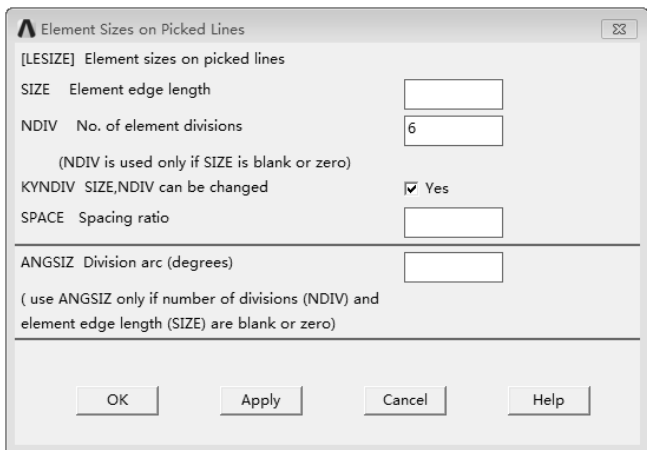 Element Sizes on Picked Lines
[LESIZE] Element sizes on picked lines
SIZE Element edge length
NDIV No. of element divisions 6
(NDIV is used only if SIZE is blank or zero)
KYNDIV SIZE,NDIV can be changed Yes
SPACE Spacing ratio
ANGSIZ Division arc (degrees)
( use ANGSIZ only if number of divisions (NDIV) and
element edge length (SIZE) are blank or zero)
OK Apply Cancel Help